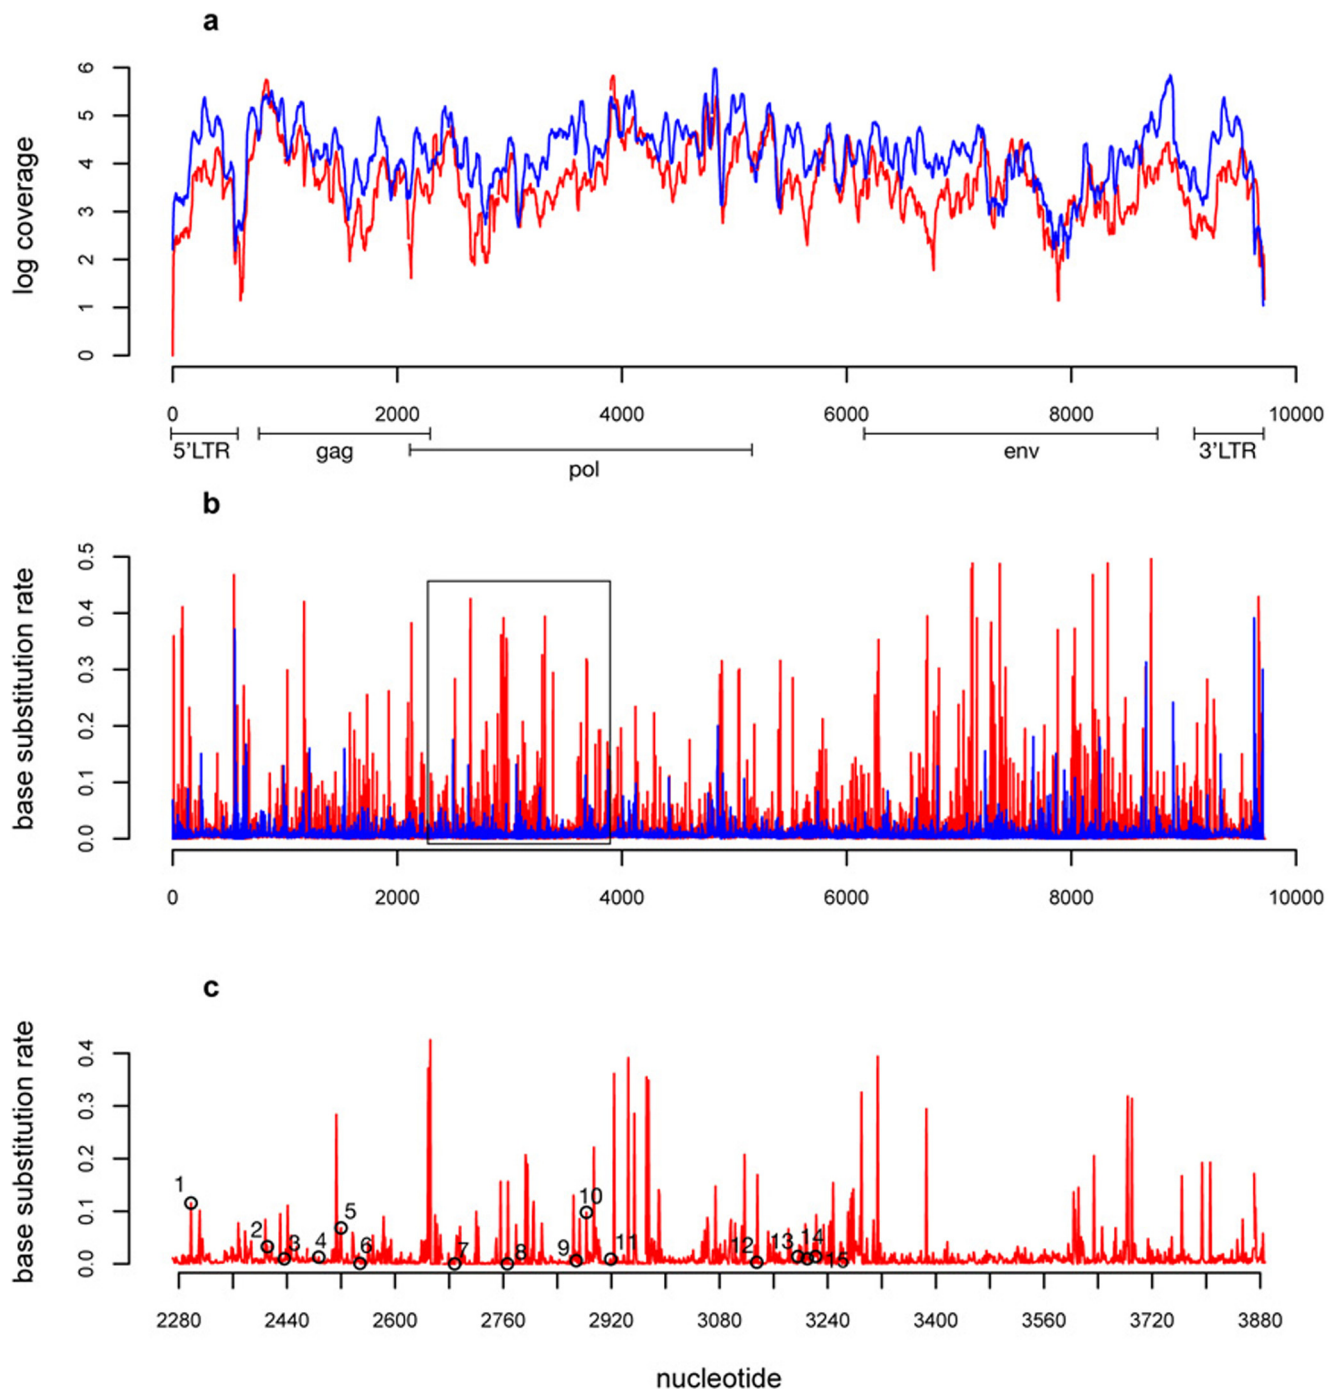 a
log coverage
6
5
4
3
2
1
0
0 2000 4000 6000 8000 10000
5'LTR gag pol env 3'LTR
b
base substitution rate
0.5
0.4
0.3
0.2
0.1
0.0
0 2000 4000 6000 8000 10000
c
base substitution rate
0.4
0.3
0.2
0.1
0.0
1 2 3 4 5 6 7 8 9 10 11 12 13 14 15
2280 2440 2600 2760 2920 3080 3240 3400 3560 3720 3880
nucleotide